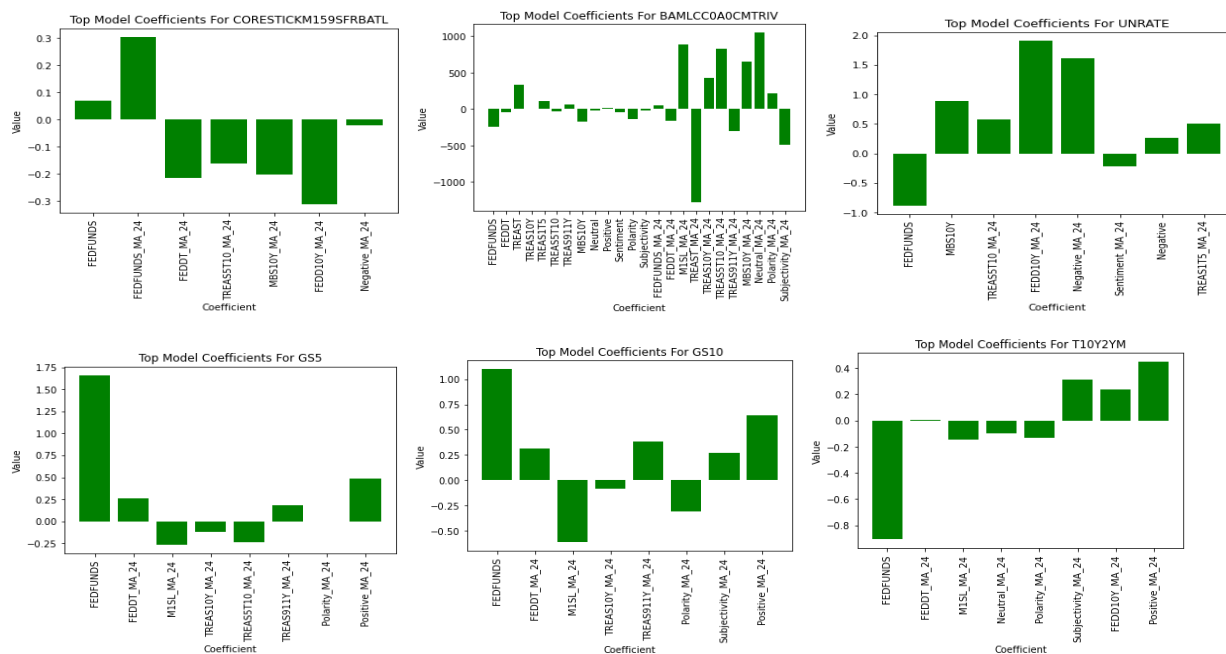 Top Model Coefficients For CORESTICKM159SFRBATL
0.3
0.2
0.1
0.0
−0.1
−0.2
−0.3
Value
FEDFUNDS
FEDFUNDS_MA_24
FEDDT_MA_24
TREAS5T10_MA_24
MBS10Y_MA_24
FEDD10Y_MA_24
Negative_MA_24
Coefficient
Top Model Coefficients For BAMLCC0A0CMTRIV
1000
500
0
−500
−1000
Value
FEDFUNDS
FEDDT
TREAST
TREAS10Y
TREAS1T5
TREAS5T10
TREAS911Y
MBS10Y
Neutral
Positive
Sentiment
Polarity
Subjectivity
FEDFUNDS_MA_24
FEDDT_MA_24
M1SL_MA_24
TREAST_MA_24
TREAS10Y_MA_24
TREAS5T10_MA_24
TREAS911Y_MA_24
MBS10Y_MA_24
Neutral_MA_24
Polarity_MA_24
Subjectivity_MA_24
Coefficient
Top Model Coefficients For UNRATE
2.0
1.5
1.0
0.5
0.0
−0.5
−1.0
Value
FEDFUNDS
MBS10Y
TREAS5T10_MA_24
FEDD10Y_MA_24
Negative_MA_24
Sentiment_MA_24
Negative
TREAS1T5_MA_24
Coefficient
Top Model Coefficients For GS5
1.75
1.50
1.25
1.00
0.75
0.50
0.25
0.00
−0.25
Value
FEDFUNDS
FEDDT_MA_24
M1SL_MA_24
TREAS10Y_MA_24
TREAS5T10_MA_24
TREAS911Y_MA_24
Polarity_MA_24
Positive_MA_24
Coefficient
Top Model Coefficients For GS10
1.00
0.75
0.50
0.25
0.00
−0.25
−0.50
Value
FEDFUNDS
FEDDT_MA_24
M1SL_MA_24
TREAS10Y_MA_24
TREAS911Y_MA_24
Polarity_MA_24
Subjectivity_MA_24
Positive_MA_24
Coefficient
Top Model Coefficients For T10Y2YM
0.4
0.2
0.0
−0.2
−0.4
−0.6
−0.8
Value
FEDFUNDS
FEDDT_MA_24
M1SL_MA_24
Neutral_MA_24
Polarity_MA_24
Subjectivity_MA_24
FEDD10Y_MA_24
Positive_MA_24
Coefficient